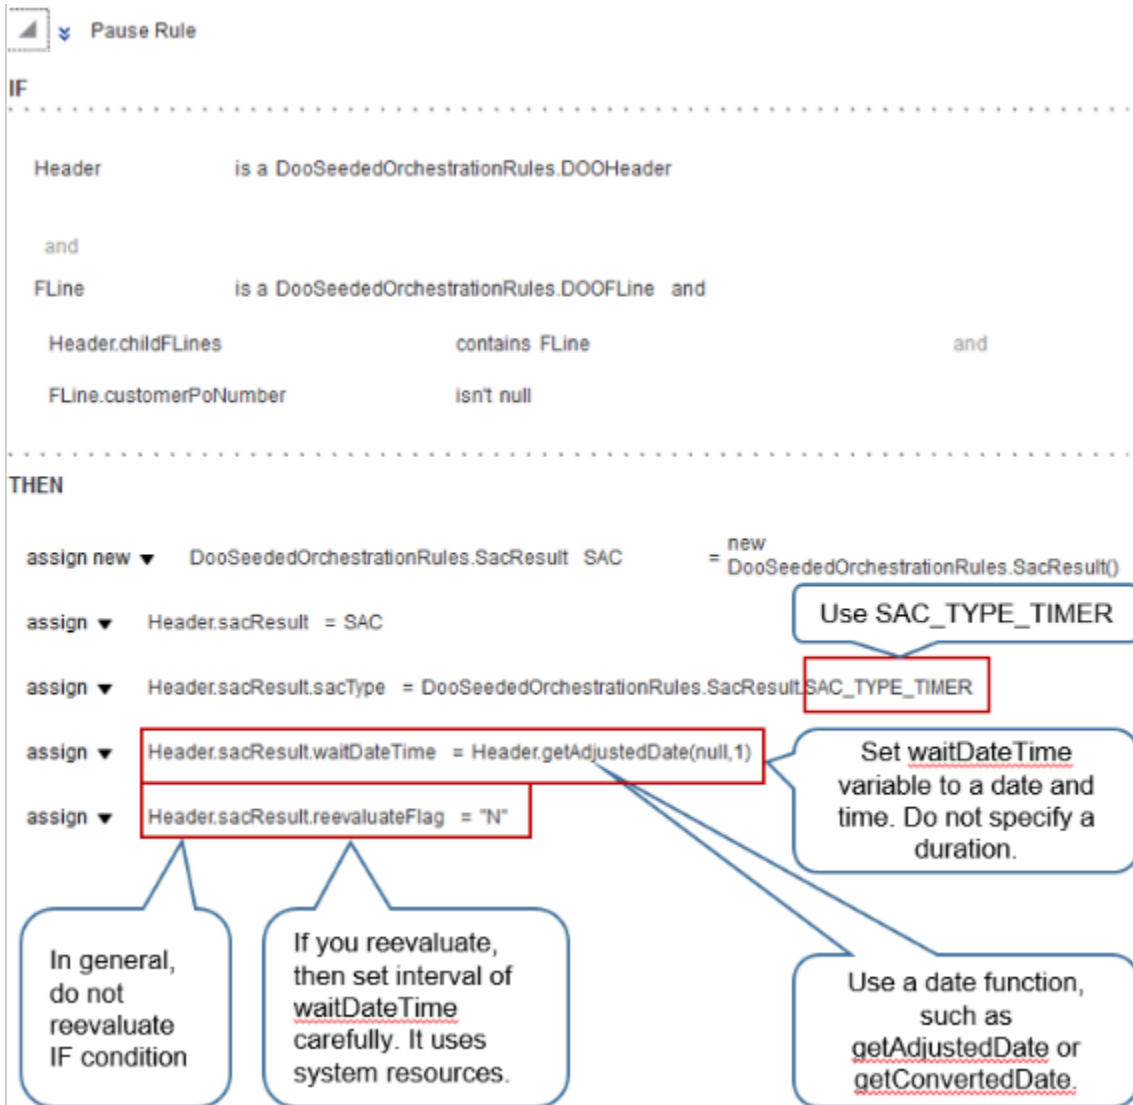 Pause Rule
IF
Header is a DooSeededOrchestrationRules.DOOHeader
and
FLine is a DooSeededOrchestrationRules.DOOFLine and
Header.childFLines contains FLine and
FLine.customerPoNumber isn't null
THEN
assign new DooSeededOrchestrationRules.SacResult SAC = new
DooSeededOrchestrationRules.SacResult()
Use SAC_TYPE_TIMER
assign Header.sacResult = SAC
assign Header.sacResult.sacType = DooSeededOrchestrationRules.SacResult.SAC_TYPE_TIMER
assign Header.sacResult.waitDateTime = Header.getAdjustedDate(null,1)
Set waitDateTime
variable to a date and
time. Do not specify a
duration.
assign Header.sacResult.reevaluateFlag = "N"
In general,
do not
reevaluate
IF condition
If you reevaluate,
then set interval of
waitDateTime
carefully. It uses
system resources.
Use a date function,
such as
getAdjustedDate or
getConvertedDate.